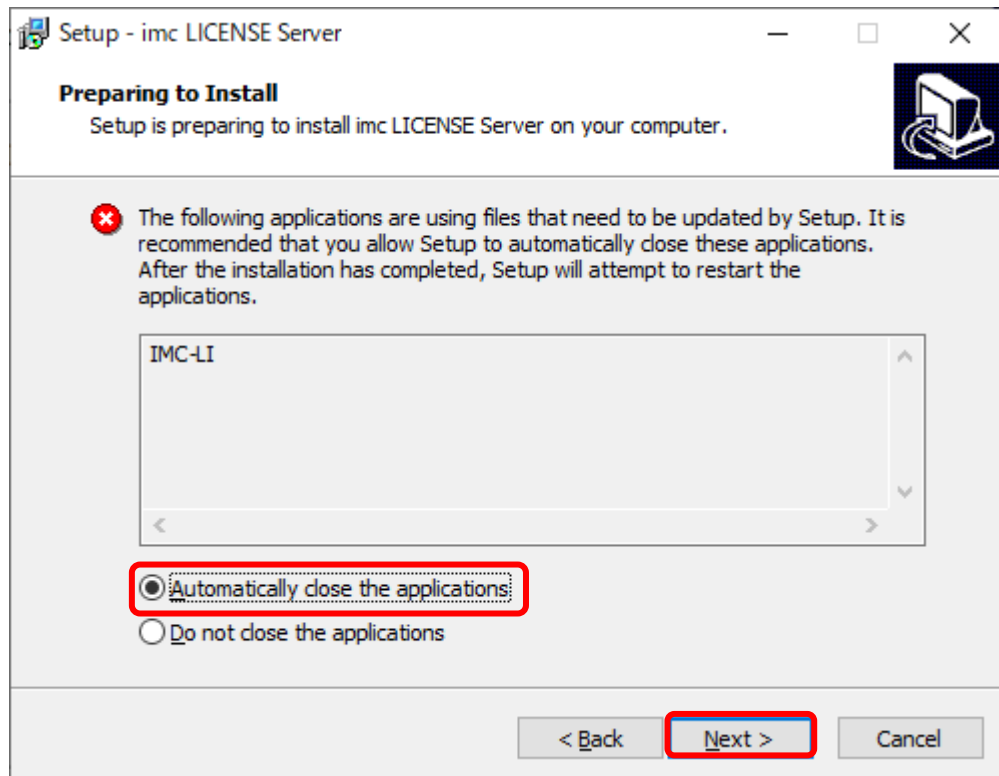 Setup - imc LICENSE Server
Preparing to Install
Setup is preparing to install imc LICENSE Server on your computer.
The following applications are using files that need to be updated by Setup. It is
recommended that you allow Setup to automatically close these applications.
After the installation has completed, Setup will attempt to restart the
applications.
IMC-LI
Automatically close the applications
Do not close the applications
< Back
Next >
Cancel